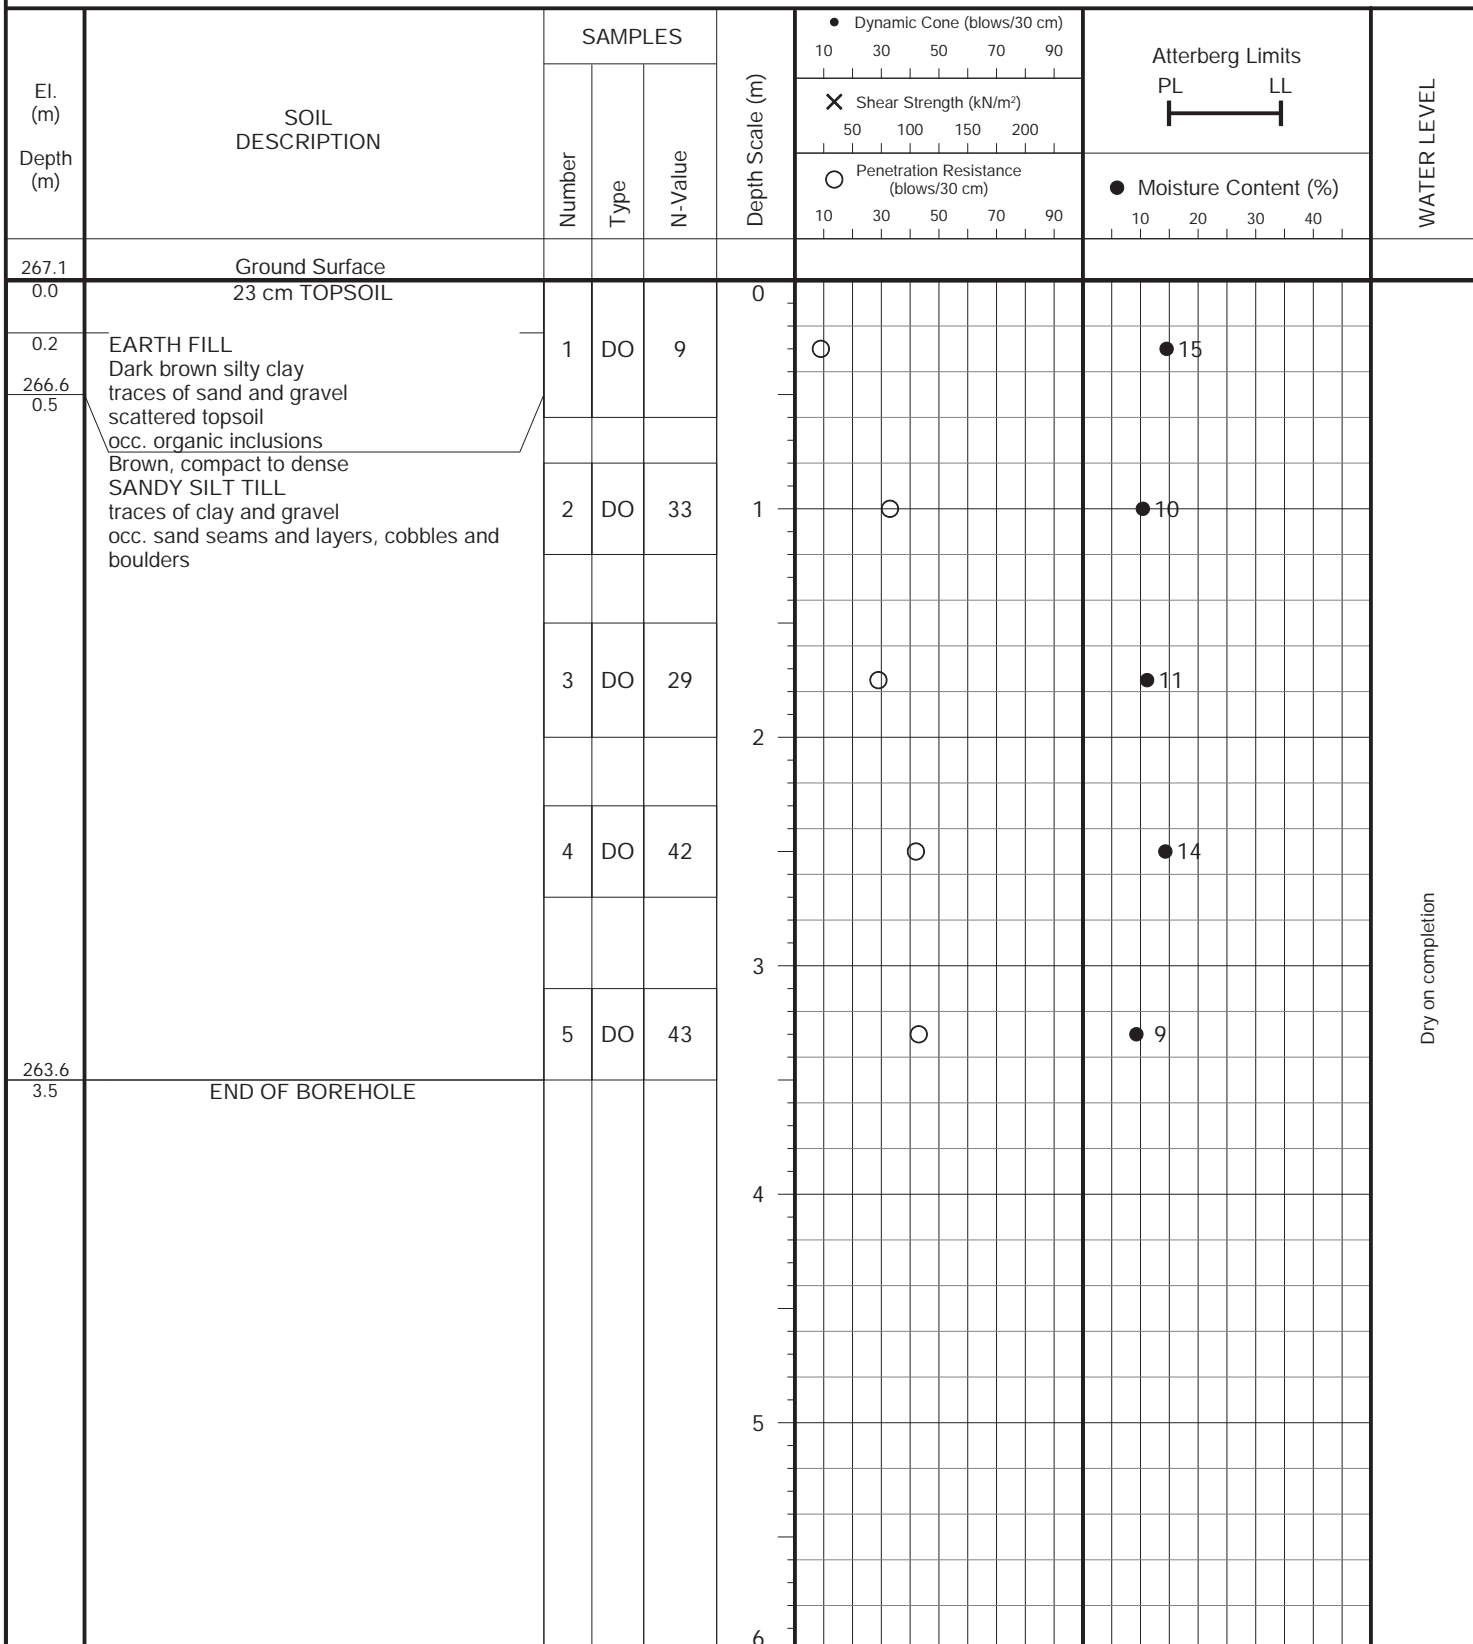 El.
(m)
Depth
(m)
SOIL
DESCRIPTION
SAMPLES
Number
Type
N-Value
Depth Scale (m)
Dynamic Cone (blows/30 cm)
10 30 50 70 90
Shear Strength (kN/m²)
50 100 150 200
Penetration Resistance
(blows/30 cm)
10 30 50 70 90
Atterberg Limits
PL LL
Moisture Content (%)
10 20 30 40
WATER LEVEL
267.1 Ground Surface
0.0 23 cm TOPSOIL 0
0.2 EARTH FILL 1 DO 9 15
Dark brown silty clay
266.6 traces of sand and gravel
0.5 scattered topsoil
occ. organic inclusions
Brown, compact to dense
SANDY SILT TILL
traces of clay and gravel 2 DO 33 1 10
occ. sand seams and layers, cobbles and
boulders
3 DO 29 11
2
4 DO 42 14
3
5 DO 43 9
Dry on completion
263.6
3.5 END OF BOREHOLE
4
5
6